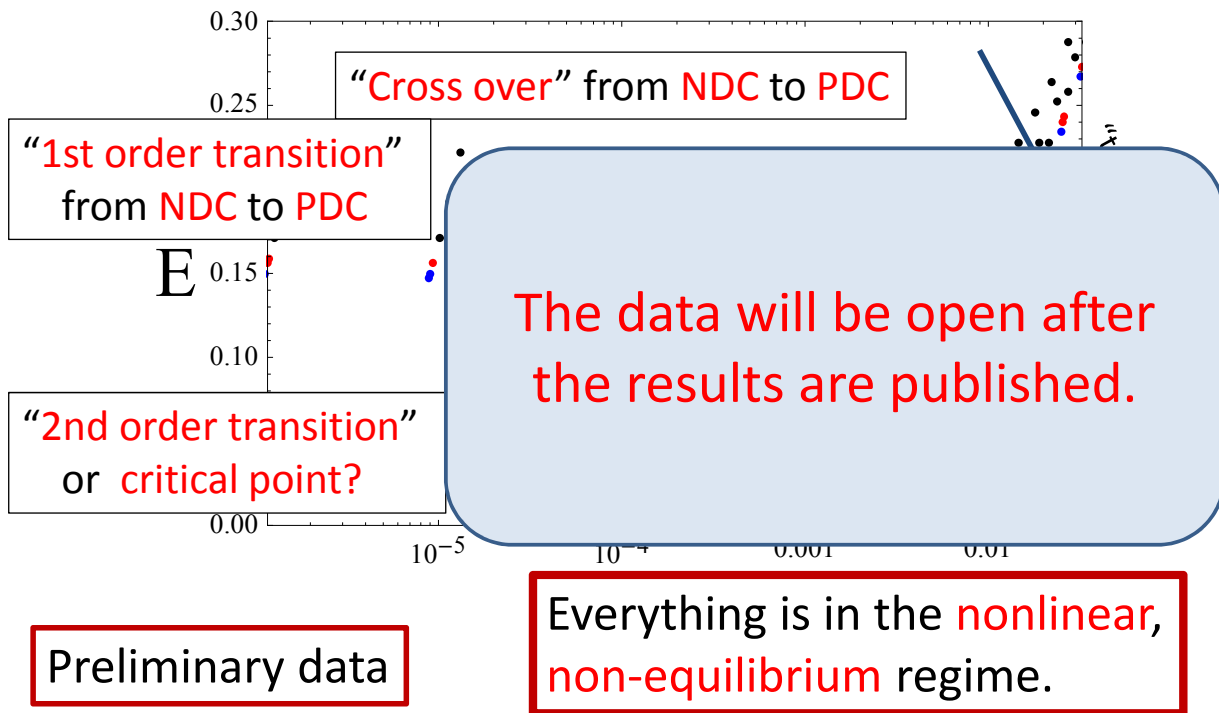 0.30
“Cross over” from NDC to PDC
0.25
“1st order transition”
from NDC to PDC
E
0.15
The data will be open after
the results are published.
0.10
“2nd order transition”
or critical point?
0.00
10⁻⁵
10⁻⁴
0.001
0.01
Preliminary data
Everything is in the nonlinear,
non-equilibrium regime.